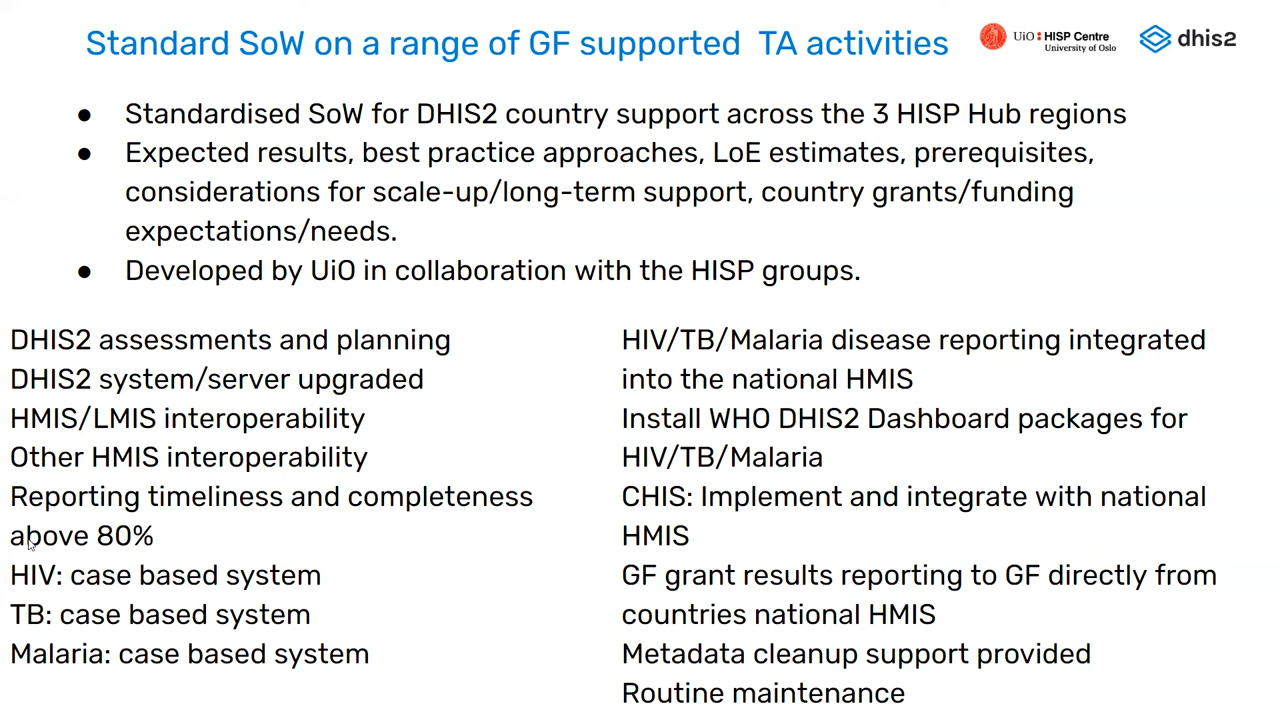 Standard SoW on a range of GF supported TA activities
UiO HISP Centre
University of Oslo
dhis2
● Standardised SoW for DHIS2 country support across the 3 HISP Hub regions
● Expected results, best practice approaches, LoE estimates, prerequisites,
considerations for scale-up/long-term support, country grants/funding
expectations/needs.
● Developed by UiO in collaboration with the HISP groups.
DHIS2 assessments and planning
DHIS2 system/server upgraded
HMIS/LMIS interoperability
Other HMIS interoperability
Reporting timeliness and completeness
above 80%
HIV: case based system
TB: case based system
Malaria: case based system
HIV/TB/Malaria disease reporting integrated
into the national HMIS
Install WHO DHIS2 Dashboard packages for
HIV/TB/Malaria
CHIS: Implement and integrate with national
HMIS
GF grant results reporting to GF directly from
countries national HMIS
Metadata cleanup support provided
Routine maintenance